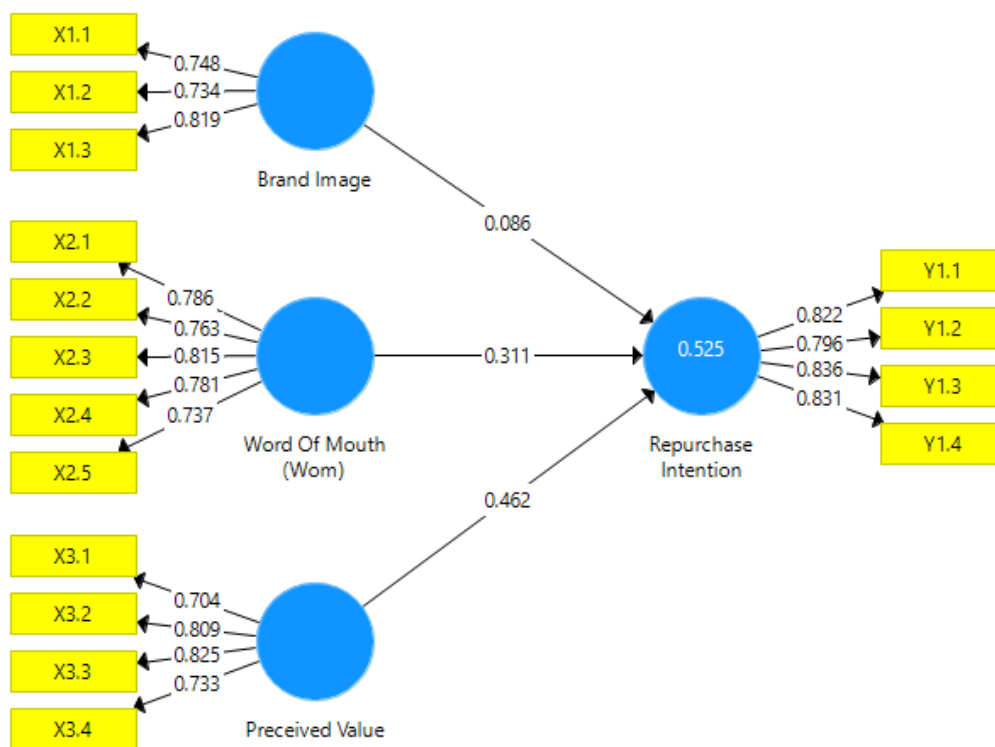 X1.1
X1.2
X1.3
0.748
0.734
0.819
Brand Image
0.086
X2.1
X2.2
X2.3
X2.4
X2.5
0.786
0.763
0.815
0.781
0.737
Word Of Mouth
(Wom)
0.311
X3.1
X3.2
X3.3
X3.4
0.704
0.809
0.825
0.733
Preceived Value
0.462
0.525
Repurchase
Intention
0.822
0.796
0.836
0.831
Y1.1
Y1.2
Y1.3
Y1.4